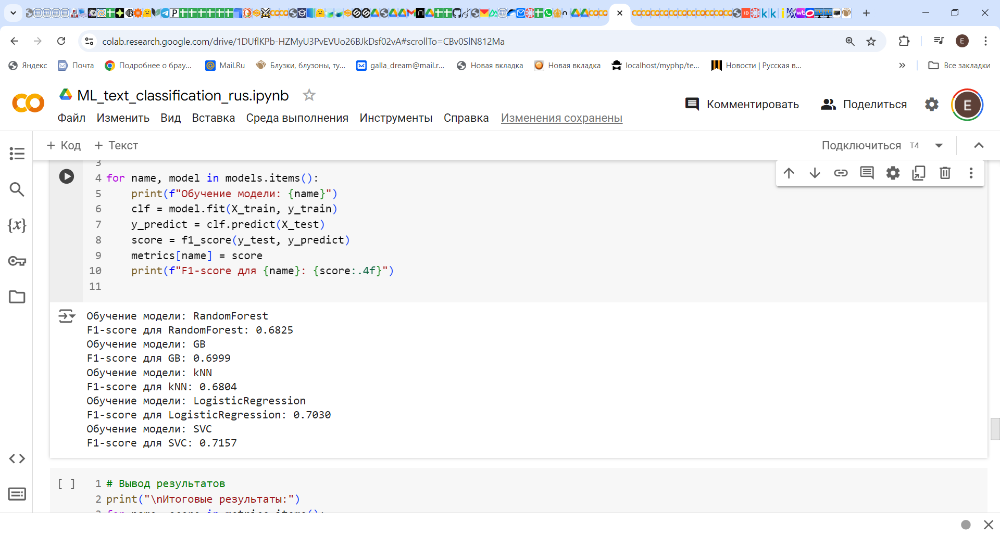 colab.research.google.com/drive/1DUflKPb-HZMyU3PvEVUo26BJkDsf02vA#scrollTo=CBv0SlN812Ma
E
Яндекс
Почта
Подробнее о брау...
Mail.Ru
Блузки, блузоны, ту...
galla_dream@mail.r...
Новая вкладка
Новая вкладка
localhost/myphp/te...
Новости | Русская в...
»
Все закладки
ML_text_classification_rus.ipynb
Комментировать
Поделиться
E
Файл Изменить Вид Вставка Среда выполнения Инструменты Справка Изменения сохранены
+ Код + Текст
Подключиться T4
3
4 for name, model in models.items():
5     print(f"Обучение модели: {name}")
6     clf = model.fit(X_train, y_train)
7     y_predict = clf.predict(X_test)
8     score = f1_score(y_test, y_predict)
9     metrics[name] = score
10     print(f"F1-score для {name}: {score:.4f}")
11
Обучение модели: RandomForest
F1-score для RandomForest: 0.6825
Обучение модели: GB
F1-score для GB: 0.6999
Обучение модели: kNN
F1-score для kNN: 0.6804
Обучение модели: LogisticRegression
F1-score для LogisticRegression: 0.7030
Обучение модели: SVC
F1-score для SVC: 0.7157
[ ] 1 # Вывод результатов
2 print("\nИтоговые результаты:")
3 for name, score in metrics.items():